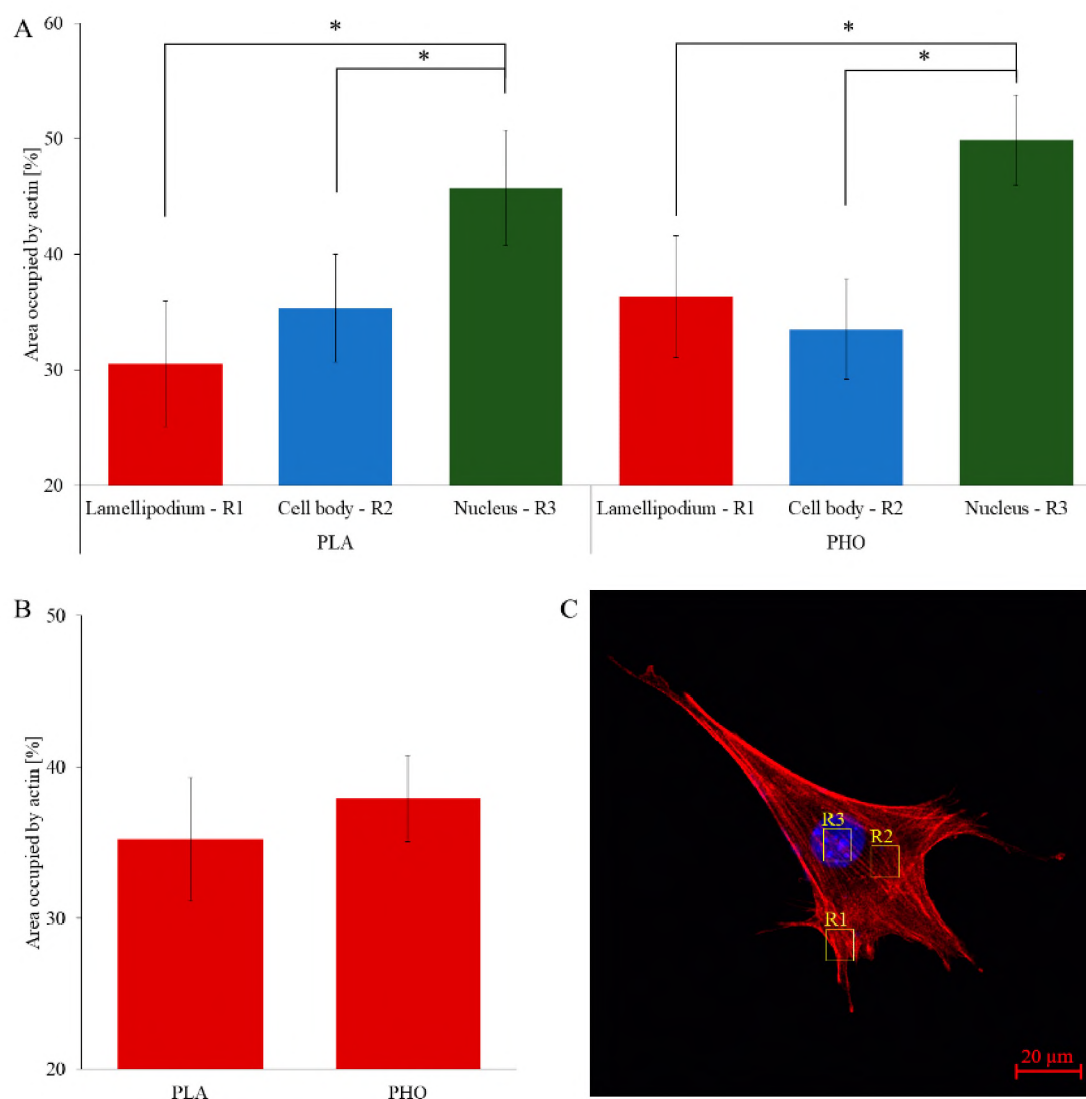 A
60
50
40
30
20
Area occupied by actin [%]
*
*
*
*
Lamellipodium - R1
Cell body - R2
Nucleus - R3
Lamellipodium - R1
Cell body - R2
Nucleus - R3
PLA
PHO
B
50
40
30
20
Area occupied by actin [%]
PLA
PHO
C
R3
R2
R1
20 µm